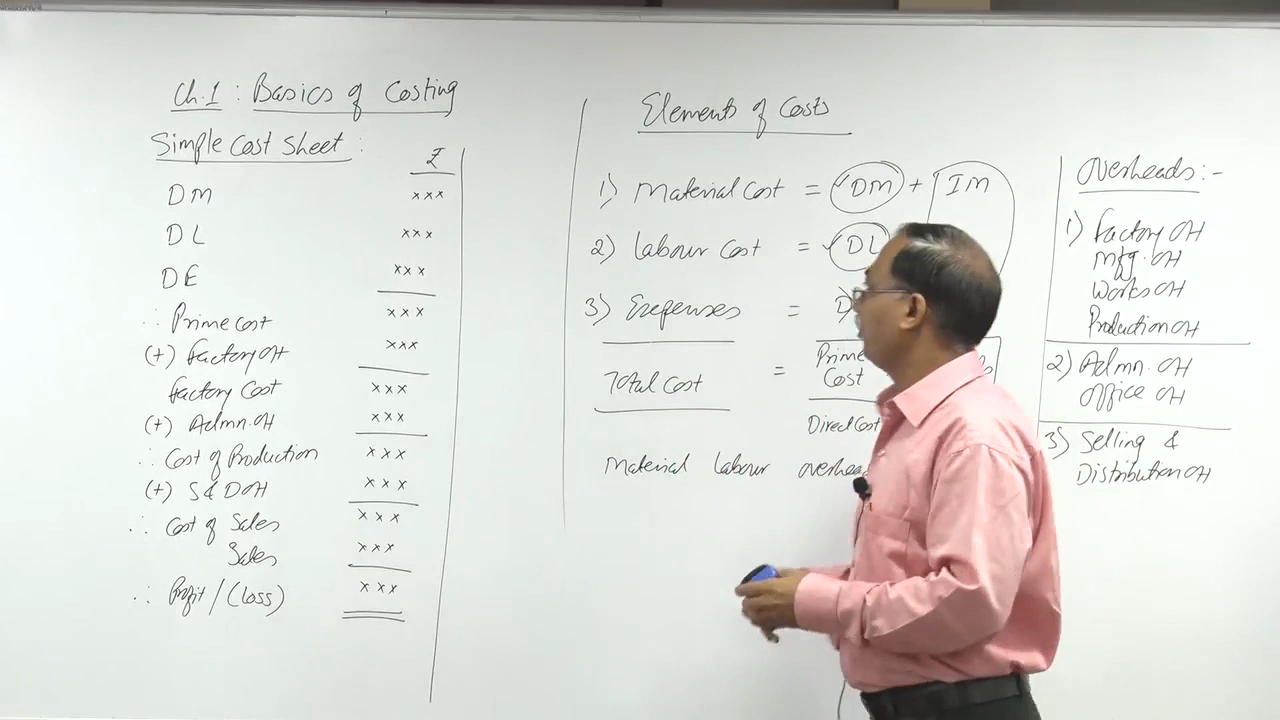 Ch.1 : Basics of Costing
Simple Cost Sheet :
₹
DM xxx
DL xxx
DE xxx
∴ Prime Cost xxx
(+) Factory OH xxx
Factory Cost xxx
(+) Admn. OH xxx
∴ Cost of Production xxx
(+) S & D OH xxx
∴ Cost of Sales xxx
Sales xxx
∴ Profit / (Loss) xxx
Elements of Costs
1) Material Cost = ✓DM + IM
2) Labour Cost = ✓DL
3) Expenses =
Total Cost = Prime
Cost
Direct Cost
Material Labour
Overheads :-
1) Factory OH
Mfg. OH
Works OH
Production OH
2) Admn. OH
Office OH
3) Selling &
Distribution OH